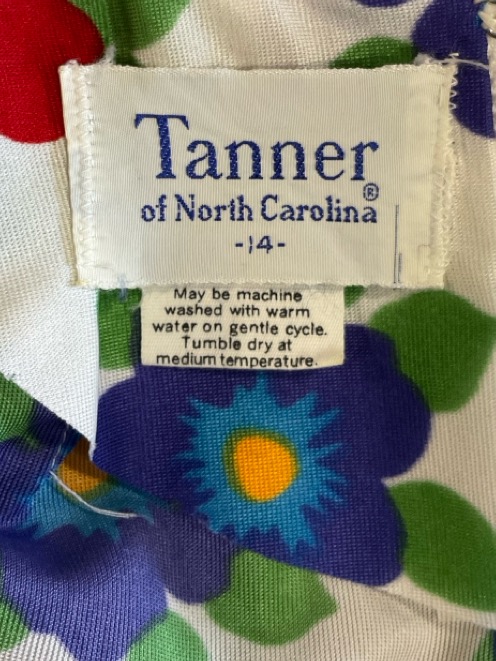 Tanner
of North Carolina®
-14-
May be machine
washed with warm
water on gentle cycle.
Tumble dry at
medium temperature.